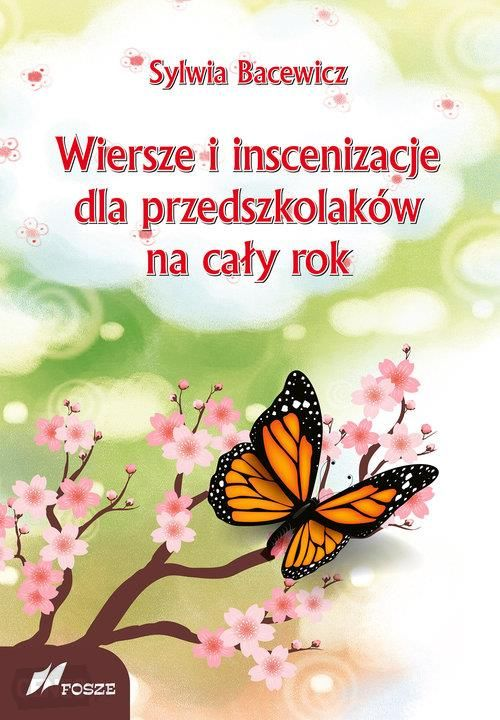 Sylwia Bacewicz
Wiersze i inscenizacje
dla przedszkolaków
na cały rok
FOSZE